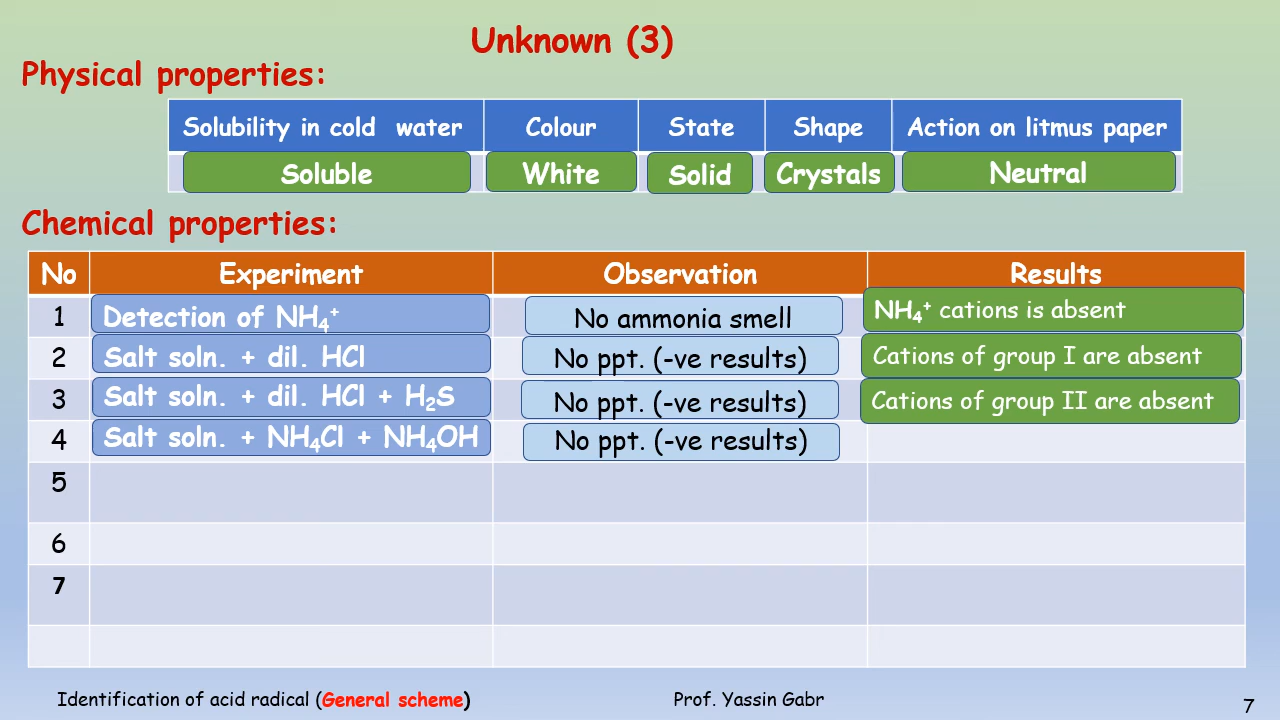 Unknown (3)
Physical properties:
Solubility in cold water Colour State Shape Action on litmus paper
Soluble White Solid Crystals Neutral
Chemical properties:
No Experiment Observation Results
1 Detection of NH₄⁺ No ammonia smell NH₄⁺ cations is absent
2 Salt soln. + dil. HCl No ppt. (-ve results) Cations of group I are absent
3 Salt soln. + dil. HCl + H₂S No ppt. (-ve results) Cations of group II are absent
4 Salt soln. + NH₄Cl + NH₄OH No ppt. (-ve results)
5
6
7
Identification of acid radical (General scheme) Prof. Yassin Gabr 7